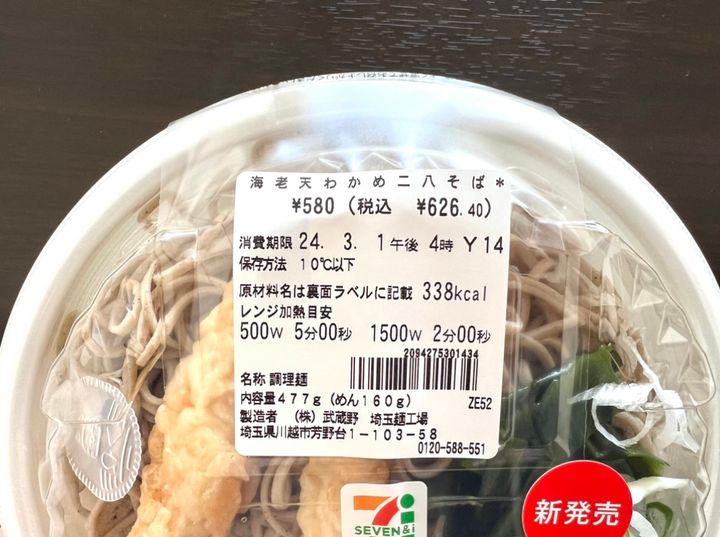 海老天わかめ二八そば*
¥580(税込 ¥626.40)
消費期限 24. 3. 1午後 4時 Y14
保存方法 10℃以下
原材料名は裏面ラベルに記載 338kcal
レンジ加熱目安
500W 5分00秒 1500W 2分00秒
2094275301434
名称 調理麺
内容量477g(めん160g) ZE52
製造者 (株)武蔵野 埼玉麺工場
埼玉県川越市芳野台1-103-58
0120-588-551
7i
SEVEN&i
新発売